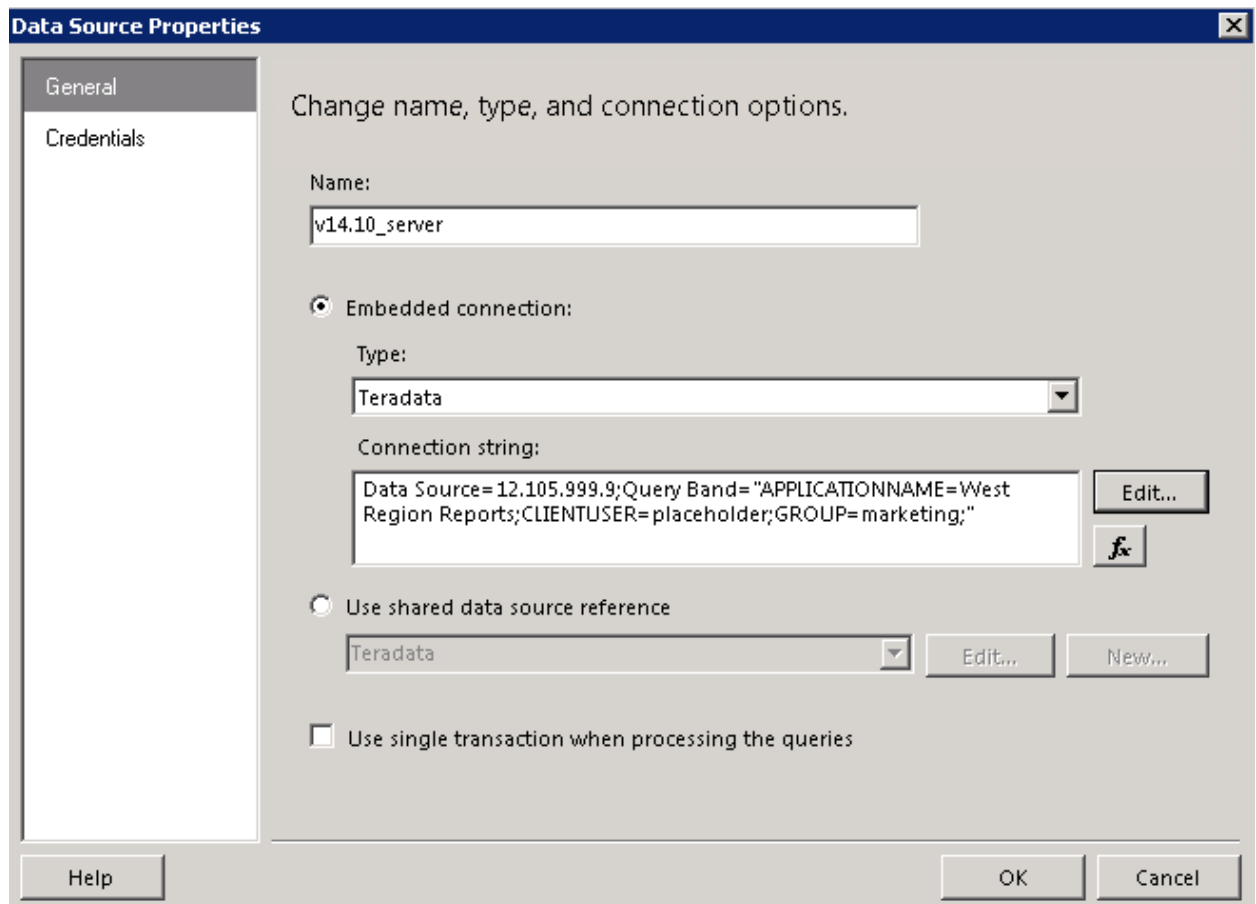 Data Source Properties
General
Credentials
Change name, type, and connection options.
Name:
v14.10_server
Embedded connection:
Type:
Teradata
Connection string:
Data Source=12.105.999.9;Query Band="APPLICATIONNAME=West
Region Reports;CLIENTUSER=placeholder;GROUP=marketing;"
Edit...
fx
Use shared data source reference
Teradata
Edit...
New...
Use single transaction when processing the queries
Help
OK
Cancel